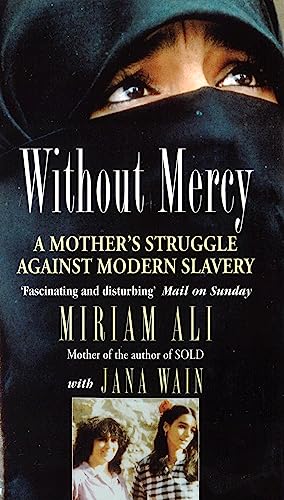 Without Mercy
A MOTHER'S STRUGGLE
AGAINST MODERN SLAVERY
'Fascinating and disturbing' Mail on Sunday
MIRIAM ALI
Mother of the author of SOLD
with JANA WAIN